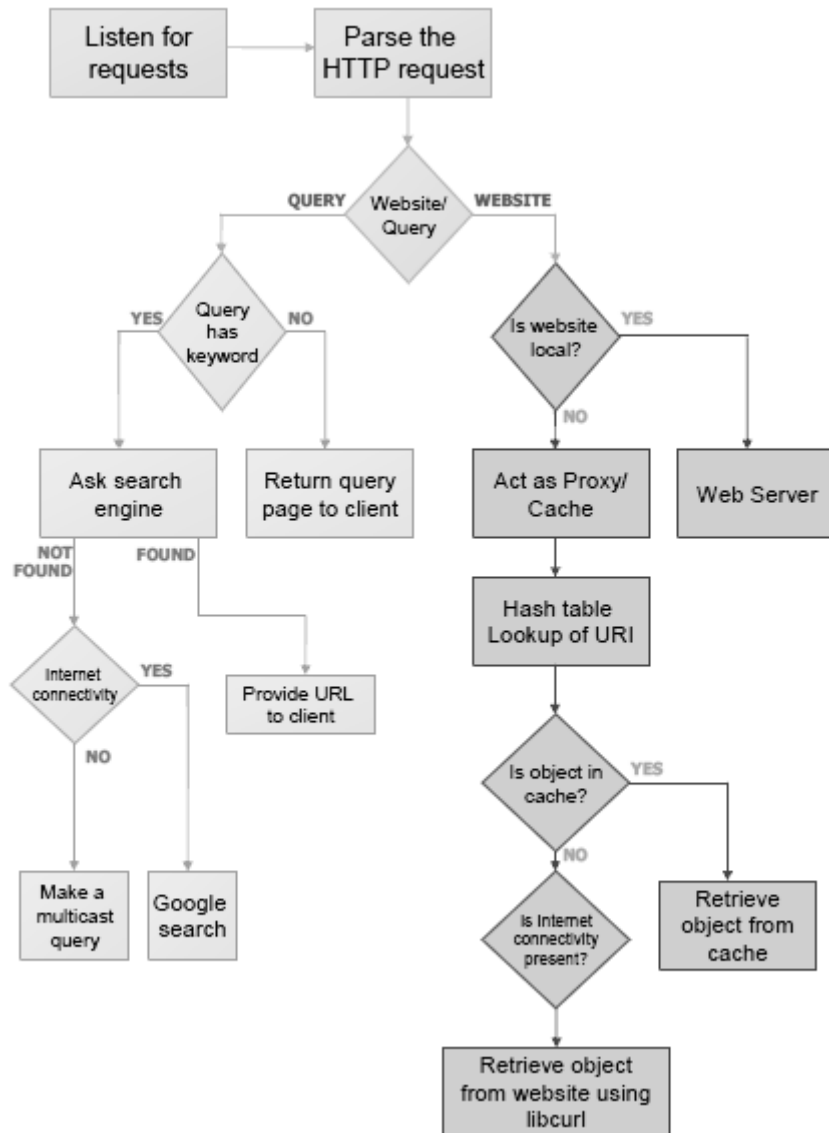 Listen for
requests
Parse the
HTTP request
QUERY
Website/
Query
WEBSITE
YES
Query
has
keyword
NO
Is website
local?
YES
NO
Ask search
engine
Return query
page to client
Act as Proxy/
Cache
Web Server
NOT
FOUND
FOUND
Hash table
Lookup of URI
Internet
connectivity
YES
NO
Provide URL
to client
Is object in
cache?
YES
NO
Make a
multicast
query
Google
search
Is Internet
connectivity
present?
Retrieve
object from
cache
Retrieve object
from website using
libcurl